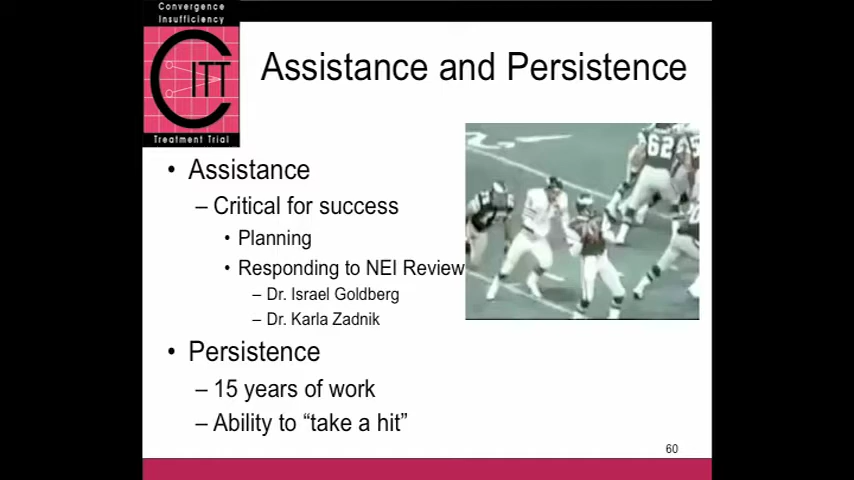 Convergence
Insufficiency
CITT
Treatment Trial
Assistance and Persistence
• Assistance
– Critical for success
• Planning
• Responding to NEI Review
– Dr. Israel Goldberg
– Dr. Karla Zadnik
• Persistence
– 15 years of work
– Ability to “take a hit”
62
60